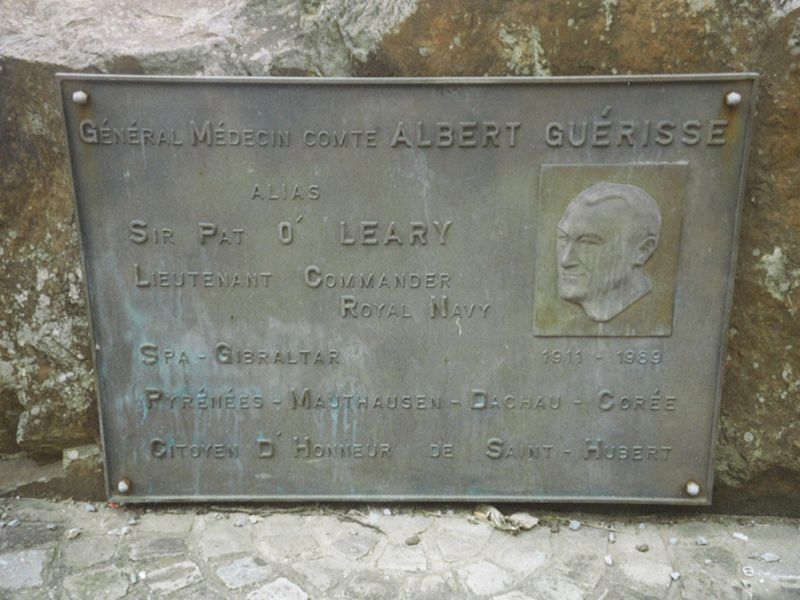 GÉNÉRAL MÉDECIN COMTE ALBERT GUÉRISSE
ALIAS
SIR PAT O' LEARY
LIEUTENANT COMMANDER
ROYAL NAVY
SPA - GIBRALTAR
1911 - 1989
PYRÉNÉES - MAUTHAUSEN - DACHAU - CORÉE
CITOYEN D'HONNEUR DE SAINT - HUBERT